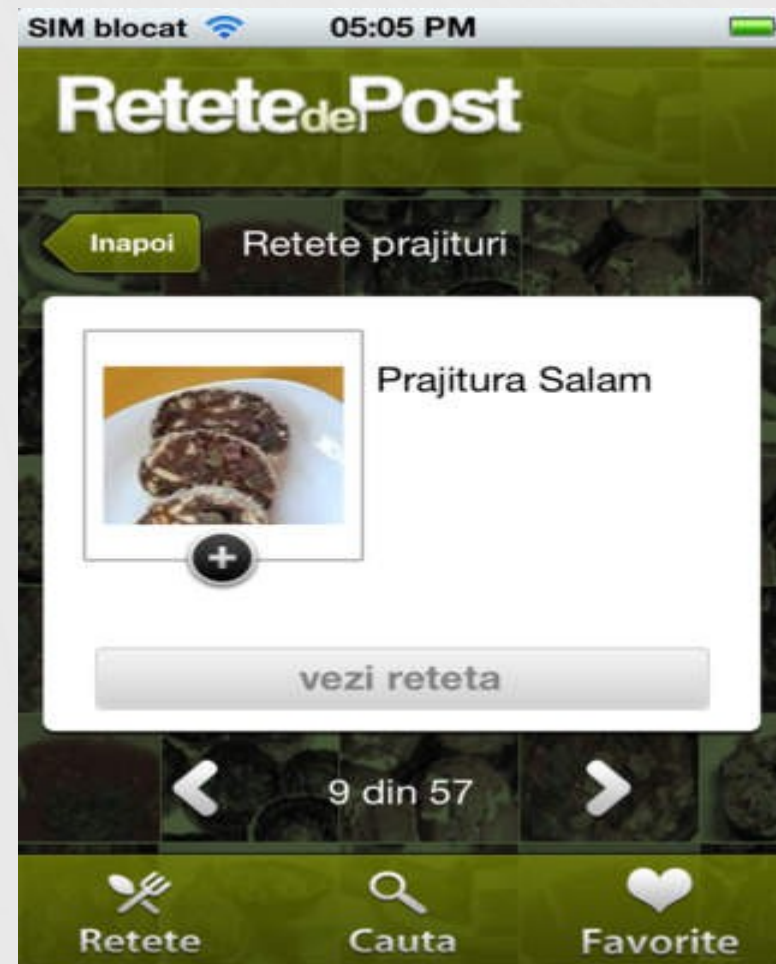 SIM blocat 05:05 PM
RetetedePost
Inapoi Retete prajituri
Prajitura Salam
vezi reteta
9 din 57
Retete Cauta Favorite